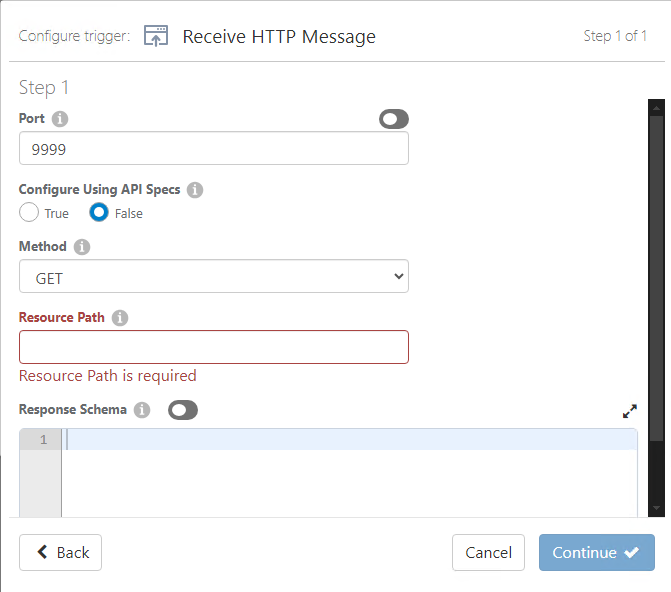 Configure trigger: Receive HTTP Message Step 1 of 1
Step 1
Port
9999
Configure Using API Specs
True False
Method
GET
Resource Path
Resource Path is required
Response Schema
1
Back Cancel Continue